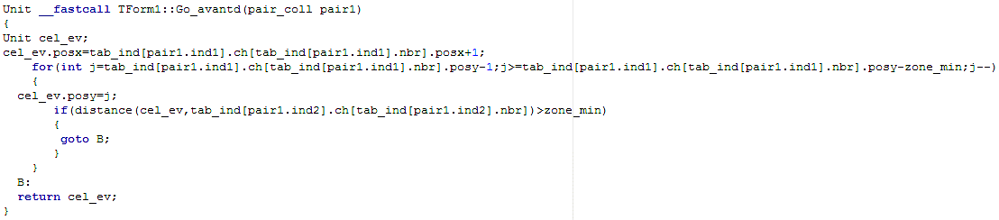 Unit __fastcall TForm1::Go_avantd(pair_coll pair1)
{
Unit cel_ev;
cel_ev.posx=tab_ind[pair1.ind1].ch[tab_ind[pair1.ind1].nbr].posx+1;
for(int j=tab_ind[pair1.ind1].ch[tab_ind[pair1.ind1].nbr].posy-1;j>=tab_ind[pair1.ind1].ch[tab_ind[pair1.ind1].nbr].posy-zone_min;j--)
{
cel_ev.posy=j;
if(distance(cel_ev,tab_ind[pair1.ind2].ch[tab_ind[pair1.ind2].nbr])>zone_min)
{
goto B;
}
}
B:
return cel_ev;
}